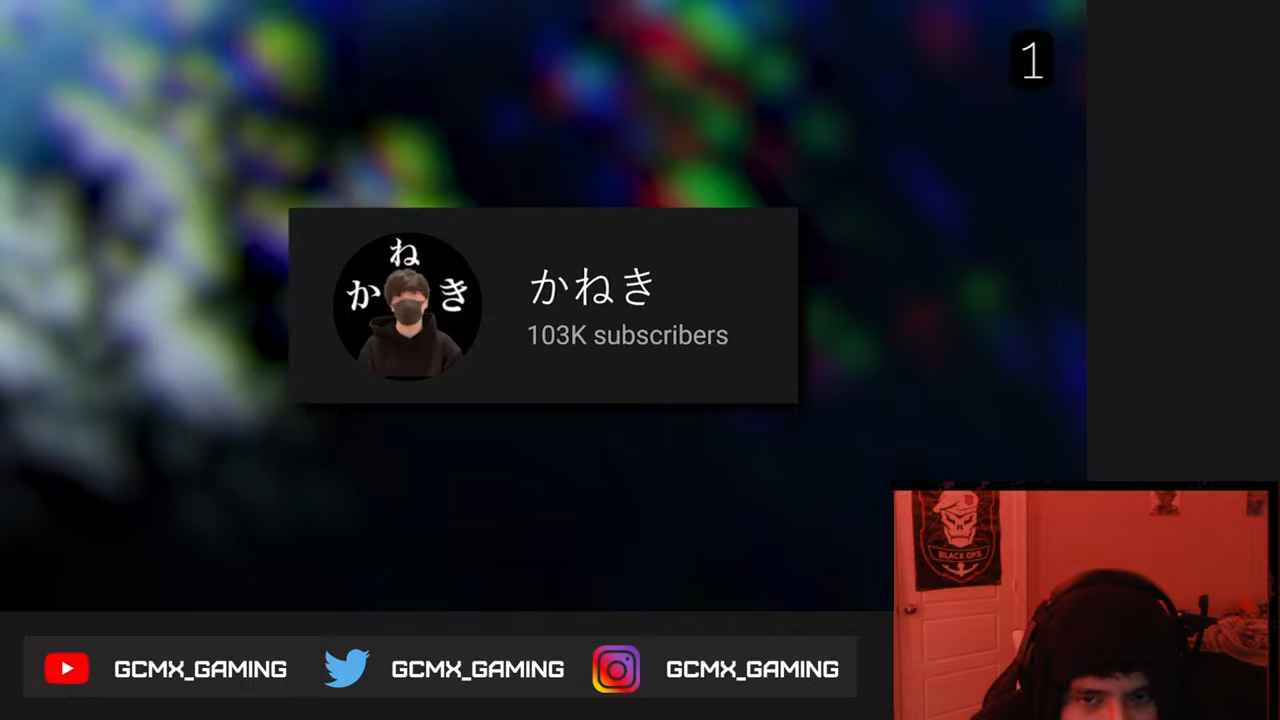 1
ね
か き
かねき
103K subscribers
BLACK OPS
GCMX_GAMING GCMX_GAMING GCMX_GAMING